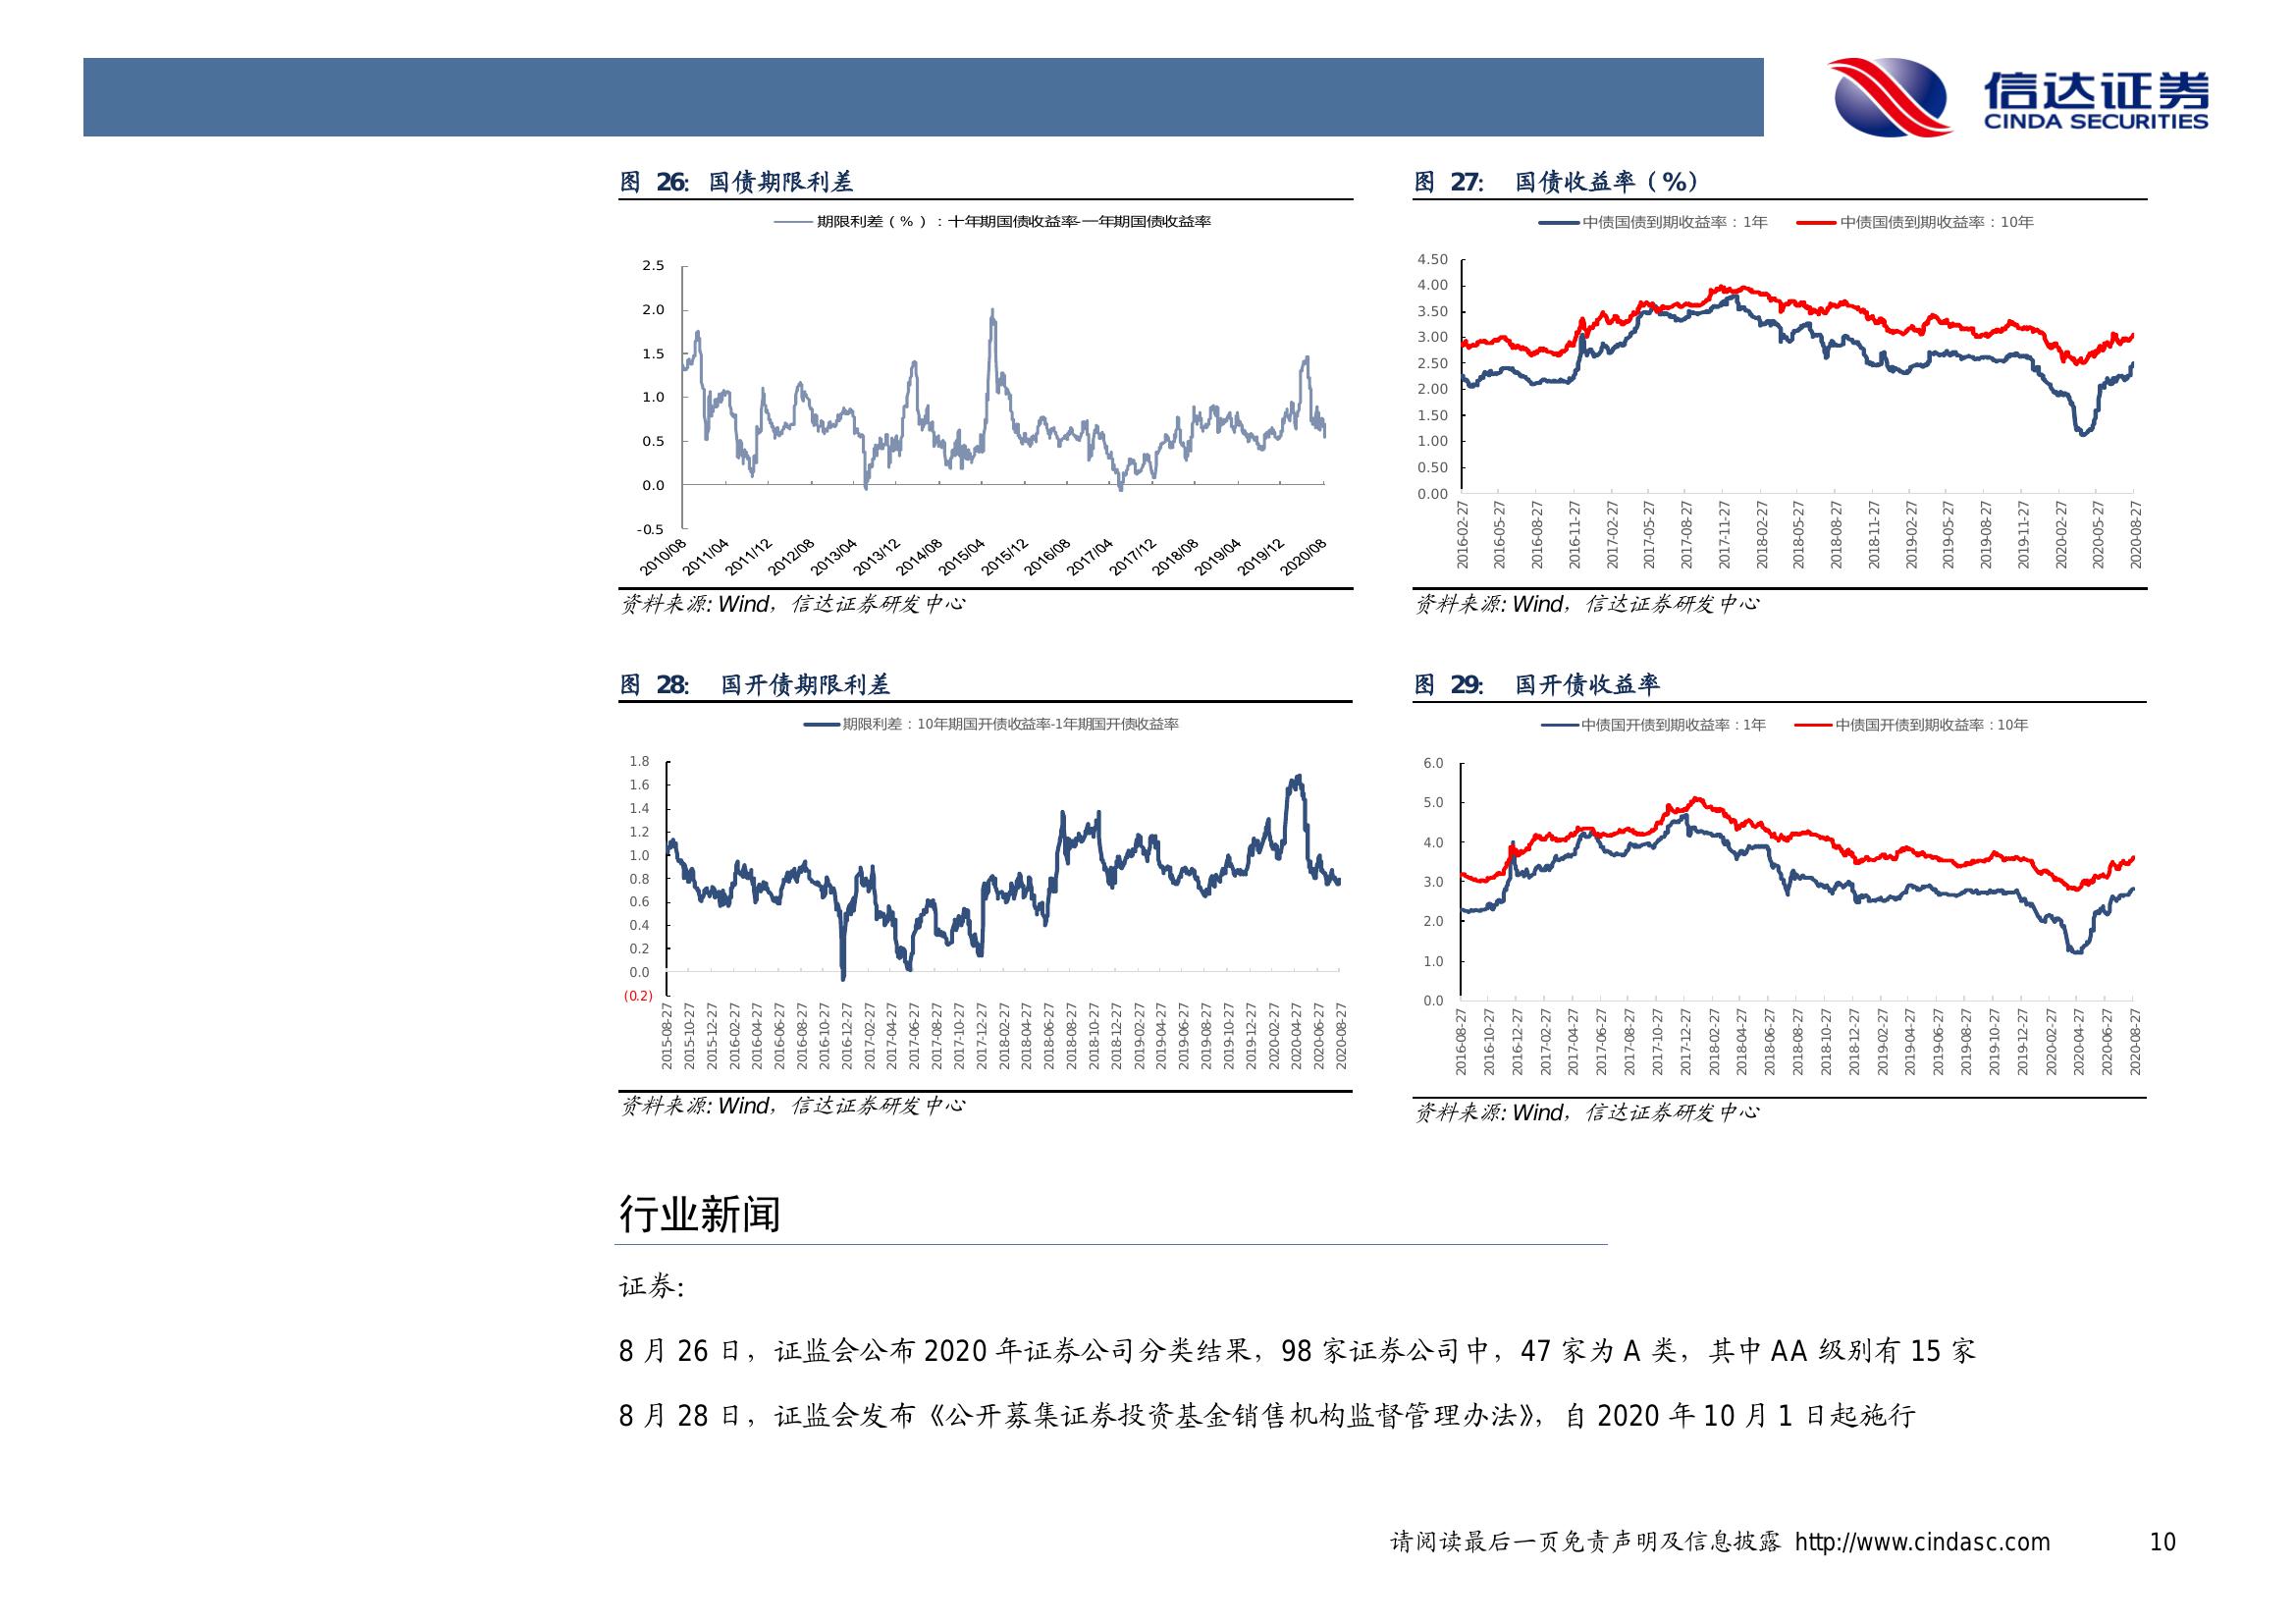 信达证券
CINDA SECURITIES
图 26: 国债期限利差
期限利差（%）：十年期国债收益率-一年期国债收益率
2.5
2.0
1.5
1.0
0.5
0.0
-0.5
2010/08 2011/04 2011/12 2012/08 2013/04 2013/12 2014/08 2015/04 2015/12 2016/08 2017/04 2017/12 2018/08 2019/04 2019/12 2020/08
资料来源: Wind，信达证券研发中心
图 27: 国债收益率（%）
中债国债到期收益率：1年 中债国债到期收益率：10年
4.50
4.00
3.50
3.00
2.50
2.00
1.50
1.00
0.50
0.00
2016-02-27 2016-05-27 2016-08-27 2016-11-27 2017-02-27 2017-05-27 2017-08-27 2017-11-27 2018-02-27 2018-05-27 2018-08-27 2018-11-27 2019-02-27 2019-05-27 2019-08-27 2019-11-27 2020-02-27 2020-05-27 2020-08-27
资料来源: Wind，信达证券研发中心
图 28: 国开债期限利差
期限利差：10年期国开债收益率-1年期国开债收益率
1.8
1.6
1.4
1.2
1.0
0.8
0.6
0.4
0.2
0.0
(0.2)
2015-08-27 2015-10-27 2015-12-27 2016-02-27 2016-04-27 2016-06-27 2016-08-27 2016-10-27 2016-12-27 2017-02-27 2017-04-27 2017-06-27 2017-08-27 2017-10-27 2017-12-27 2018-02-27 2018-04-27 2018-06-27 2018-08-27 2018-10-27 2018-12-27 2019-02-27 2019-04-27 2019-06-27 2019-08-27 2019-10-27 2019-12-27 2020-02-27 2020-04-27 2020-06-27 2020-08-27
资料来源: Wind，信达证券研发中心
图 29: 国开债收益率
中债国开债到期收益率：1年 中债国开债到期收益率：10年
6.0
5.0
4.0
3.0
2.0
1.0
0.0
2016-08-27 2016-10-27 2016-12-27 2017-02-27 2017-04-27 2017-06-27 2017-08-27 2017-10-27 2017-12-27 2018-02-27 2018-04-27 2018-06-27 2018-08-27 2018-10-27 2018-12-27 2019-02-27 2019-04-27 2019-06-27 2019-08-27 2019-10-27 2019-12-27 2020-02-27 2020-04-27 2020-06-27 2020-08-27
资料来源: Wind，信达证券研发中心
行业新闻
证券：
8 月 26 日，证监会公布 2020 年证券公司分类结果，98 家证券公司中，47 家为 A 类，其中 AA 级别有 15 家
8 月 28 日，证监会发布《公开募集证券投资基金销售机构监督管理办法》，自 2020 年 10 月 1 日起施行
请阅读最后一页免责声明及信息披露 http://www.cindasc.com 10